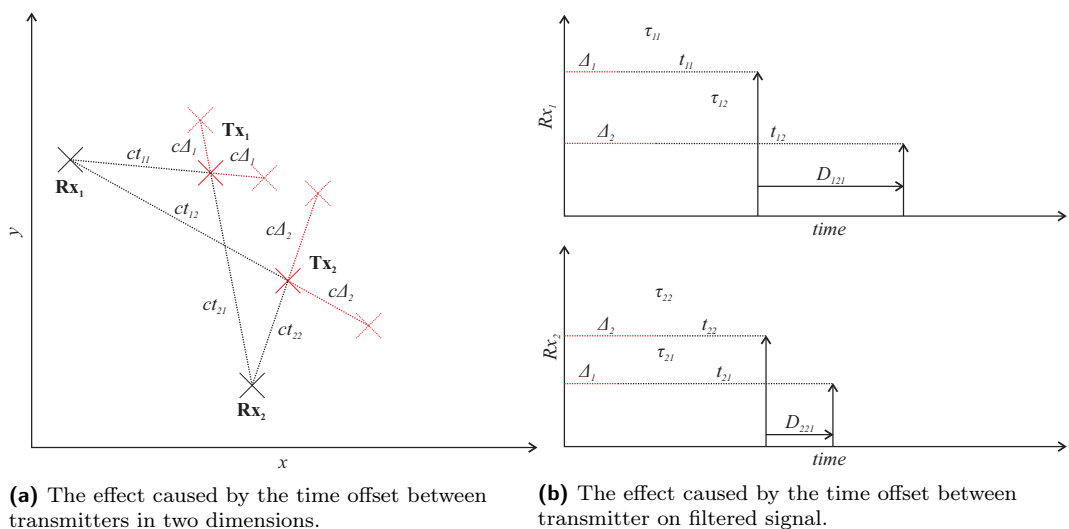 y
Tx₁
cΔ₁
cΔ₁
ct₁₁
Rx₁
ct₁₂
cΔ₂
Tx₂
cΔ₂
ct₂₁
ct₂₂
Rx₂
x
(a) The effect caused by the time offset between
transmitters in two dimensions.
Rx₁
τ₁₁
Δ₁
t₁₁
τ₁₂
Δ₂
t₁₂
D₁₂₁
time
Rx₂
τ₂₂
Δ₂
t₂₂
τ₂₁
Δ₁
t₂₁
D₂₂₁
time
(b) The effect caused by the time offset between
transmitter on filtered signal.